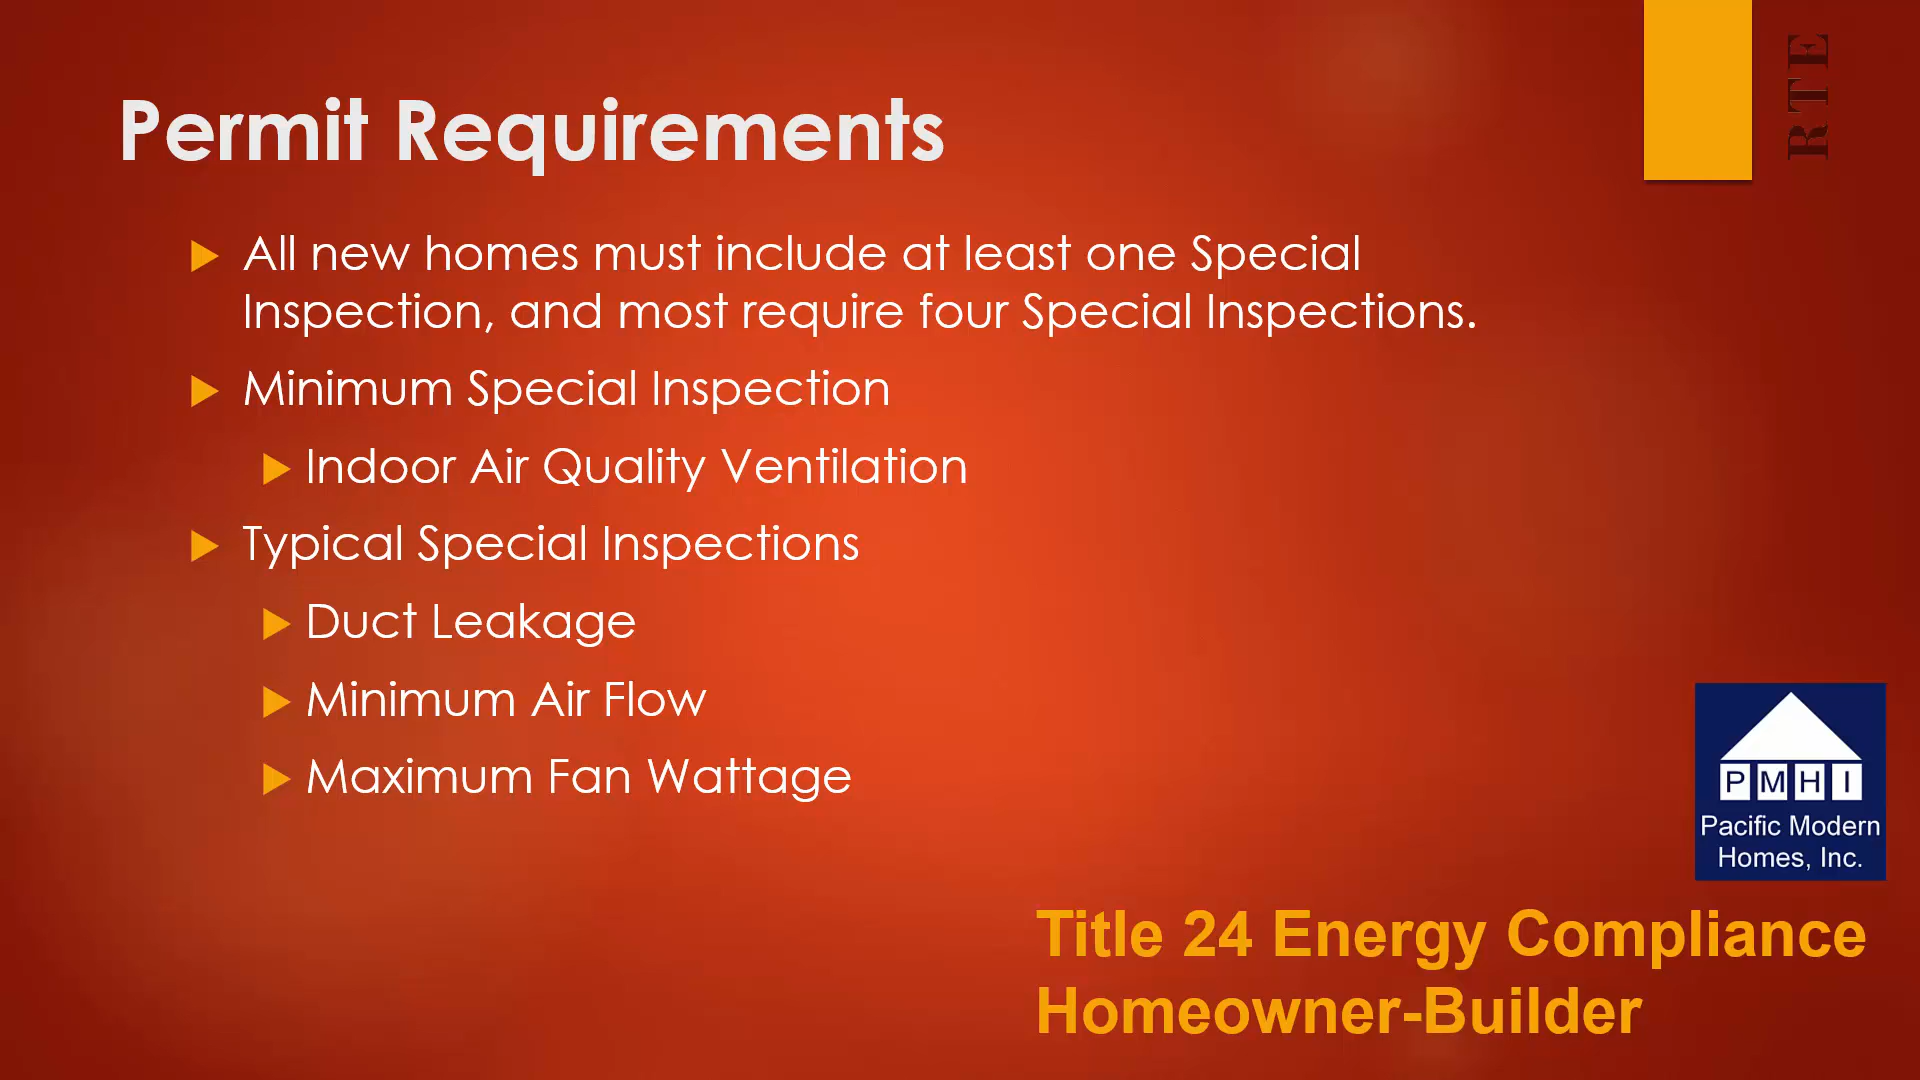 Permit Requirements
RTE
All new homes must include at least one Special
Inspection, and most require four Special Inspections.
Minimum Special Inspection
Indoor Air Quality Ventilation
Typical Special Inspections
Duct Leakage
Minimum Air Flow
Maximum Fan Wattage
PMHI
Pacific Modern
Homes, Inc.
Title 24 Energy Compliance
Homeowner-Builder